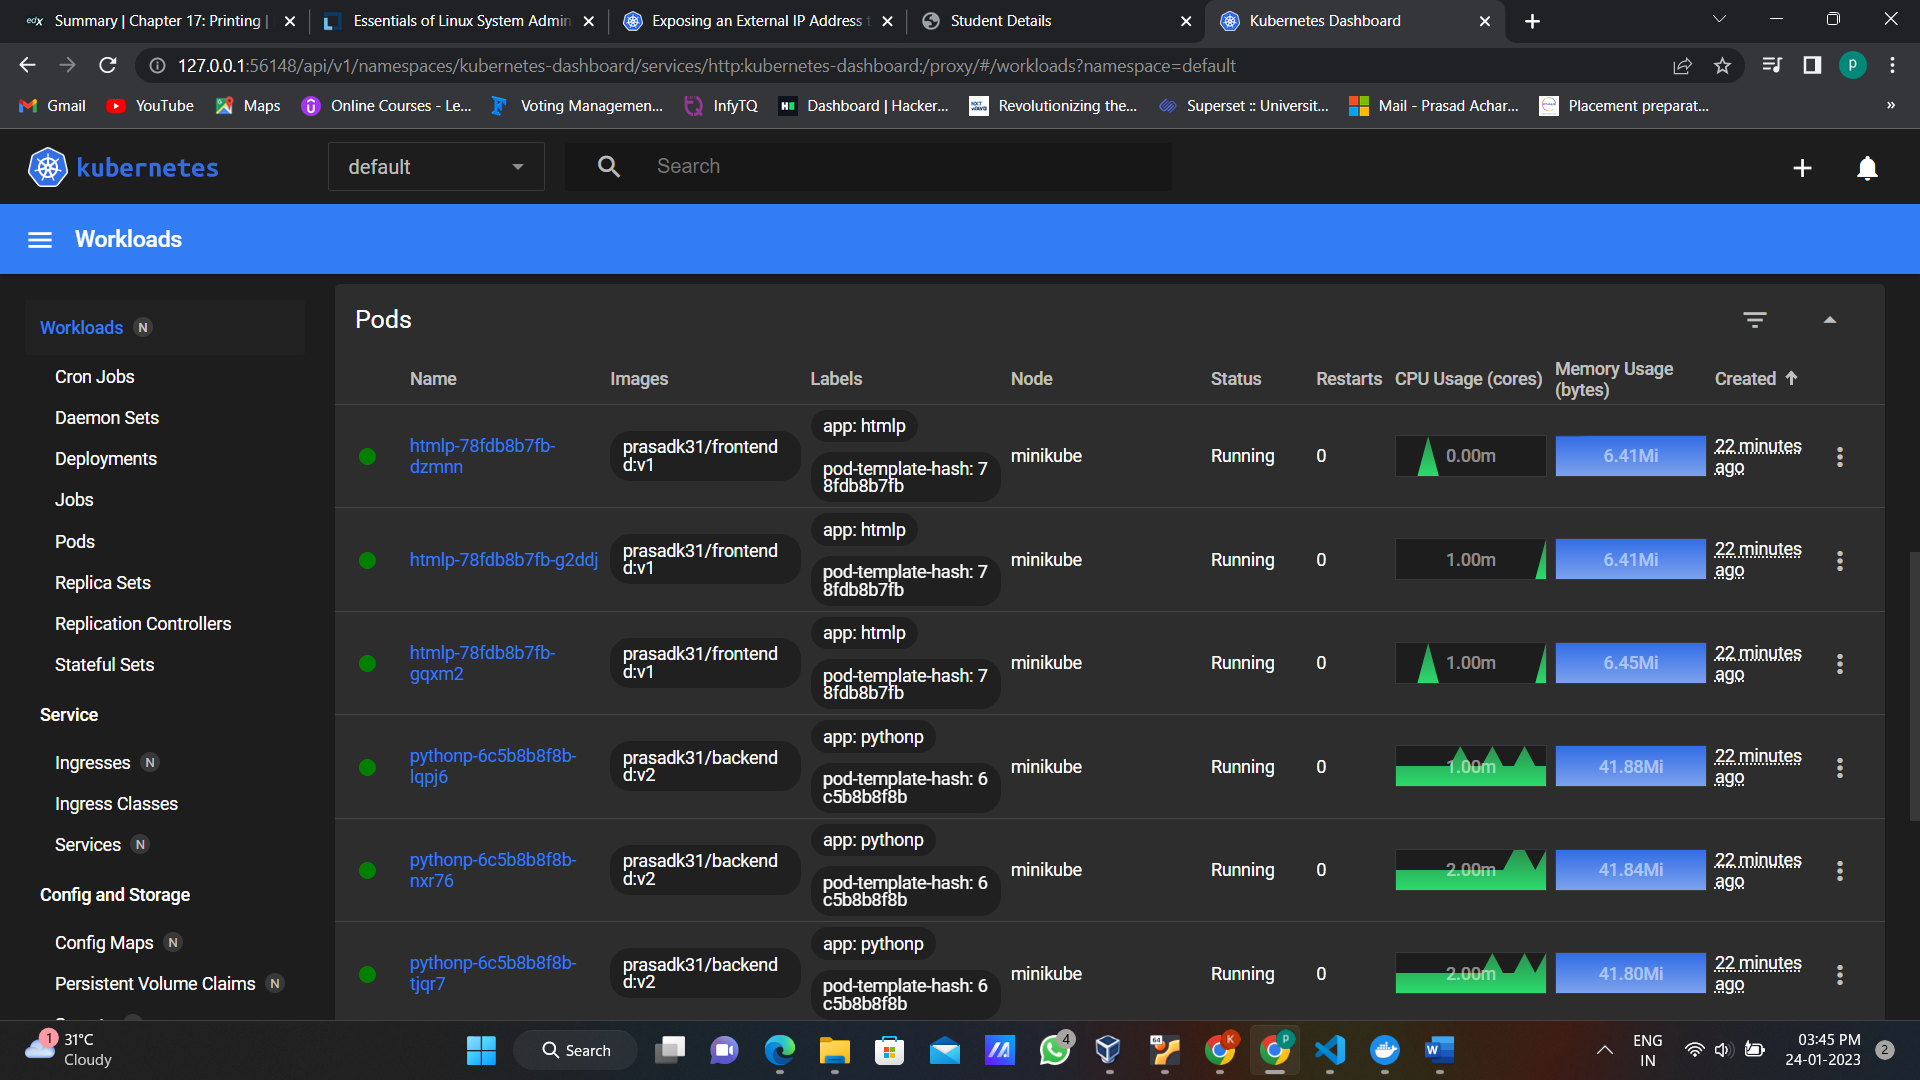 edX Summary | Chapter 17: Printing |
Essentials of Linux System Admin
Exposing an External IP Address t
Student Details
Kubernetes Dashboard
127.0.0.1:56148/api/v1/namespaces/kubernetes-dashboard/services/http:kubernetes-dashboard:/proxy/#/workloads?namespace=default
P
Gmail
YouTube
Maps
Online Courses - Le...
Voting Managemen...
InfyTQ
Dashboard | Hacker...
Revolutionizing the...
Superset :: Universit...
Mail - Prasad Achar...
Placement preparat...
»
kubernetes
default
Search
Workloads
Workloads N
Cron Jobs
Daemon Sets
Deployments
Jobs
Pods
Replica Sets
Replication Controllers
Stateful Sets
Service
Ingresses N
Ingress Classes
Services N
Config and Storage
Config Maps N
Persistent Volume Claims N
Pods
Name Images Labels Node Status Restarts CPU Usage (cores) Memory Usage (bytes) Created
htmlp-78fdb8b7fb-
dzmnn
prasadk31/frontend
d:v1
app: htmlp
pod-template-hash: 7
8fdb8b7fb
minikube
Running
0
0.00m
6.41Mi
22 minutes
ago
htmlp-78fdb8b7fb-g2ddj
prasadk31/frontend
d:v1
app: htmlp
pod-template-hash: 7
8fdb8b7fb
minikube
Running
0
1.00m
6.41Mi
22 minutes
ago
htmlp-78fdb8b7fb-
gqxm2
prasadk31/frontend
d:v1
app: htmlp
pod-template-hash: 7
8fdb8b7fb
minikube
Running
0
1.00m
6.45Mi
22 minutes
ago
pythonp-6c5b8b8f8b-
lqpj6
prasadk31/backend
d:v2
app: pythonp
pod-template-hash: 6
c5b8b8f8b
minikube
Running
0
1.00m
41.88Mi
22 minutes
ago
pythonp-6c5b8b8f8b-
nxr76
prasadk31/backend
d:v2
app: pythonp
pod-template-hash: 6
c5b8b8f8b
minikube
Running
0
2.00m
41.84Mi
22 minutes
ago
pythonp-6c5b8b8f8b-
tjqr7
prasadk31/backend
d:v2
app: pythonp
pod-template-hash: 6
c5b8b8f8b
minikube
Running
0
2.00m
41.80Mi
22 minutes
ago
1
31°C
Cloudy
Search
4
64
K
P
ENG
IN
03:45 PM
24-01-2023
2